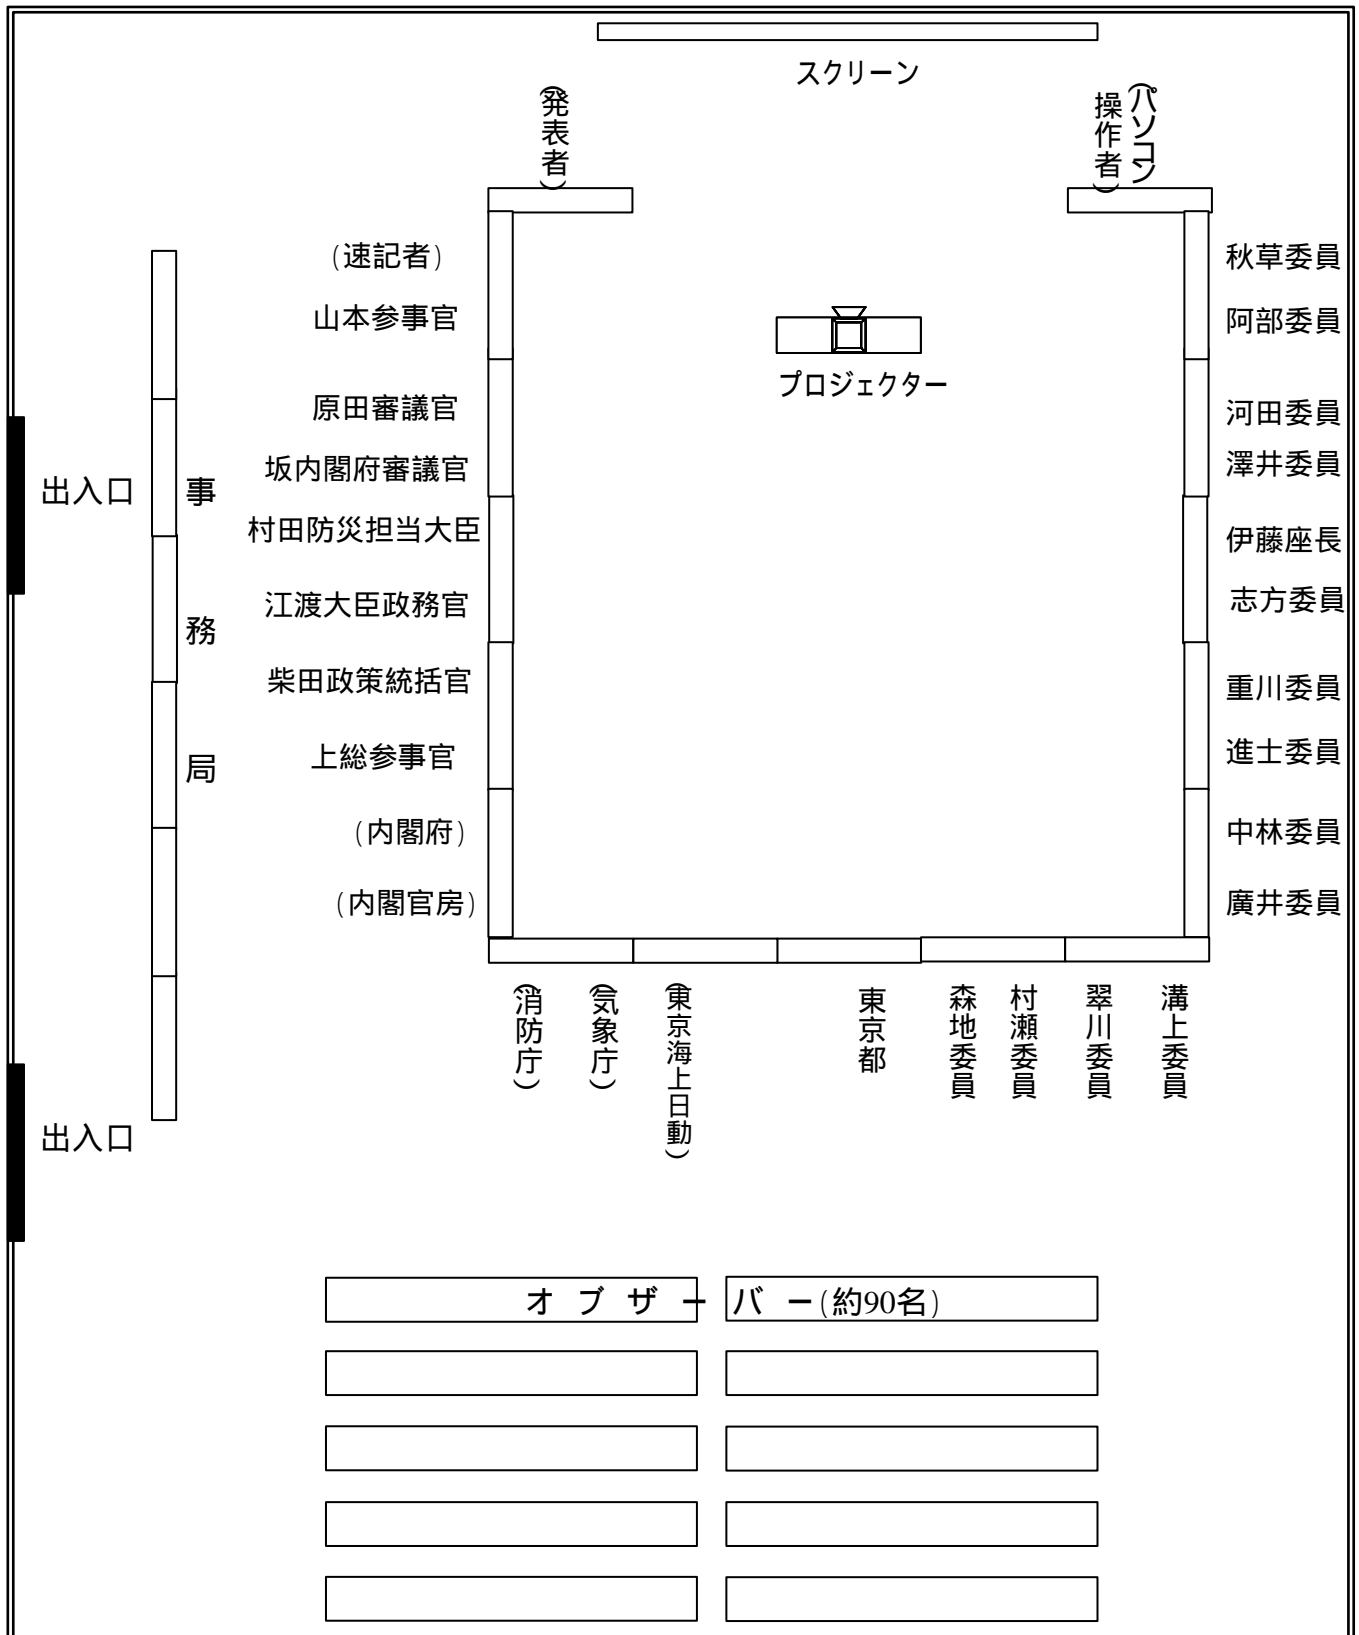 スクリーン
(発表者)
(パソコン
操作者)
(速記者)
山本参事官
原田審議官
坂内閣府審議官
村田防災担当大臣
江渡大臣政務官
柴田政策統括官
上総参事官
(内閣府)
(内閣官房)
プロジェクター
秋草委員
阿部委員
河田委員
澤井委員
伊藤座長
志方委員
重川委員
進士委員
中林委員
廣井委員
出入口
事務局
出入口
(消防庁)
(気象庁)
(東京海上日動)
東京都
森地委員
村瀬委員
翠川委員
溝上委員
オブザーバー(約90名)